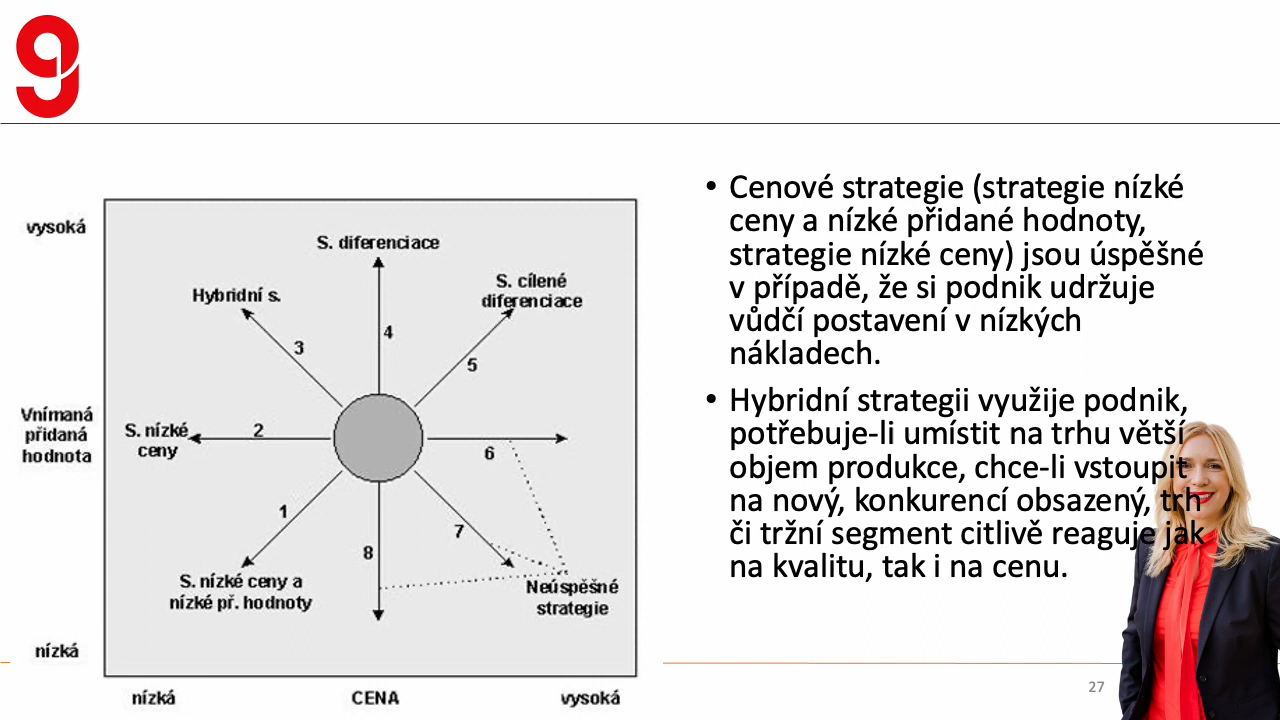 vysoká
S. diferenciace
Hybridní s.
S. cílené
diferenciace
3
4
5
Vnímaná
přidaná
hodnota
S. nízké
ceny
2
6
1
7
8
S. nízké ceny a
nízké př. hodnoty
Neúspěšné
strategie
nízká
nízká
CENA
vysoká
• Cenové strategie (strategie nízké
ceny a nízké přidané hodnoty,
strategie nízké ceny) jsou úspěšné
v případě, že si podnik udržuje
vůdčí postavení v nízkých
nákladech.
• Hybridní strategii využije podnik,
potřebuje-li umístit na trhu větší
objem produkce, chce-li vstoupit
na nový, konkurencí obsazený, trh
či tržní segment citlivě reaguje jak
na kvalitu, tak i na cenu.
27